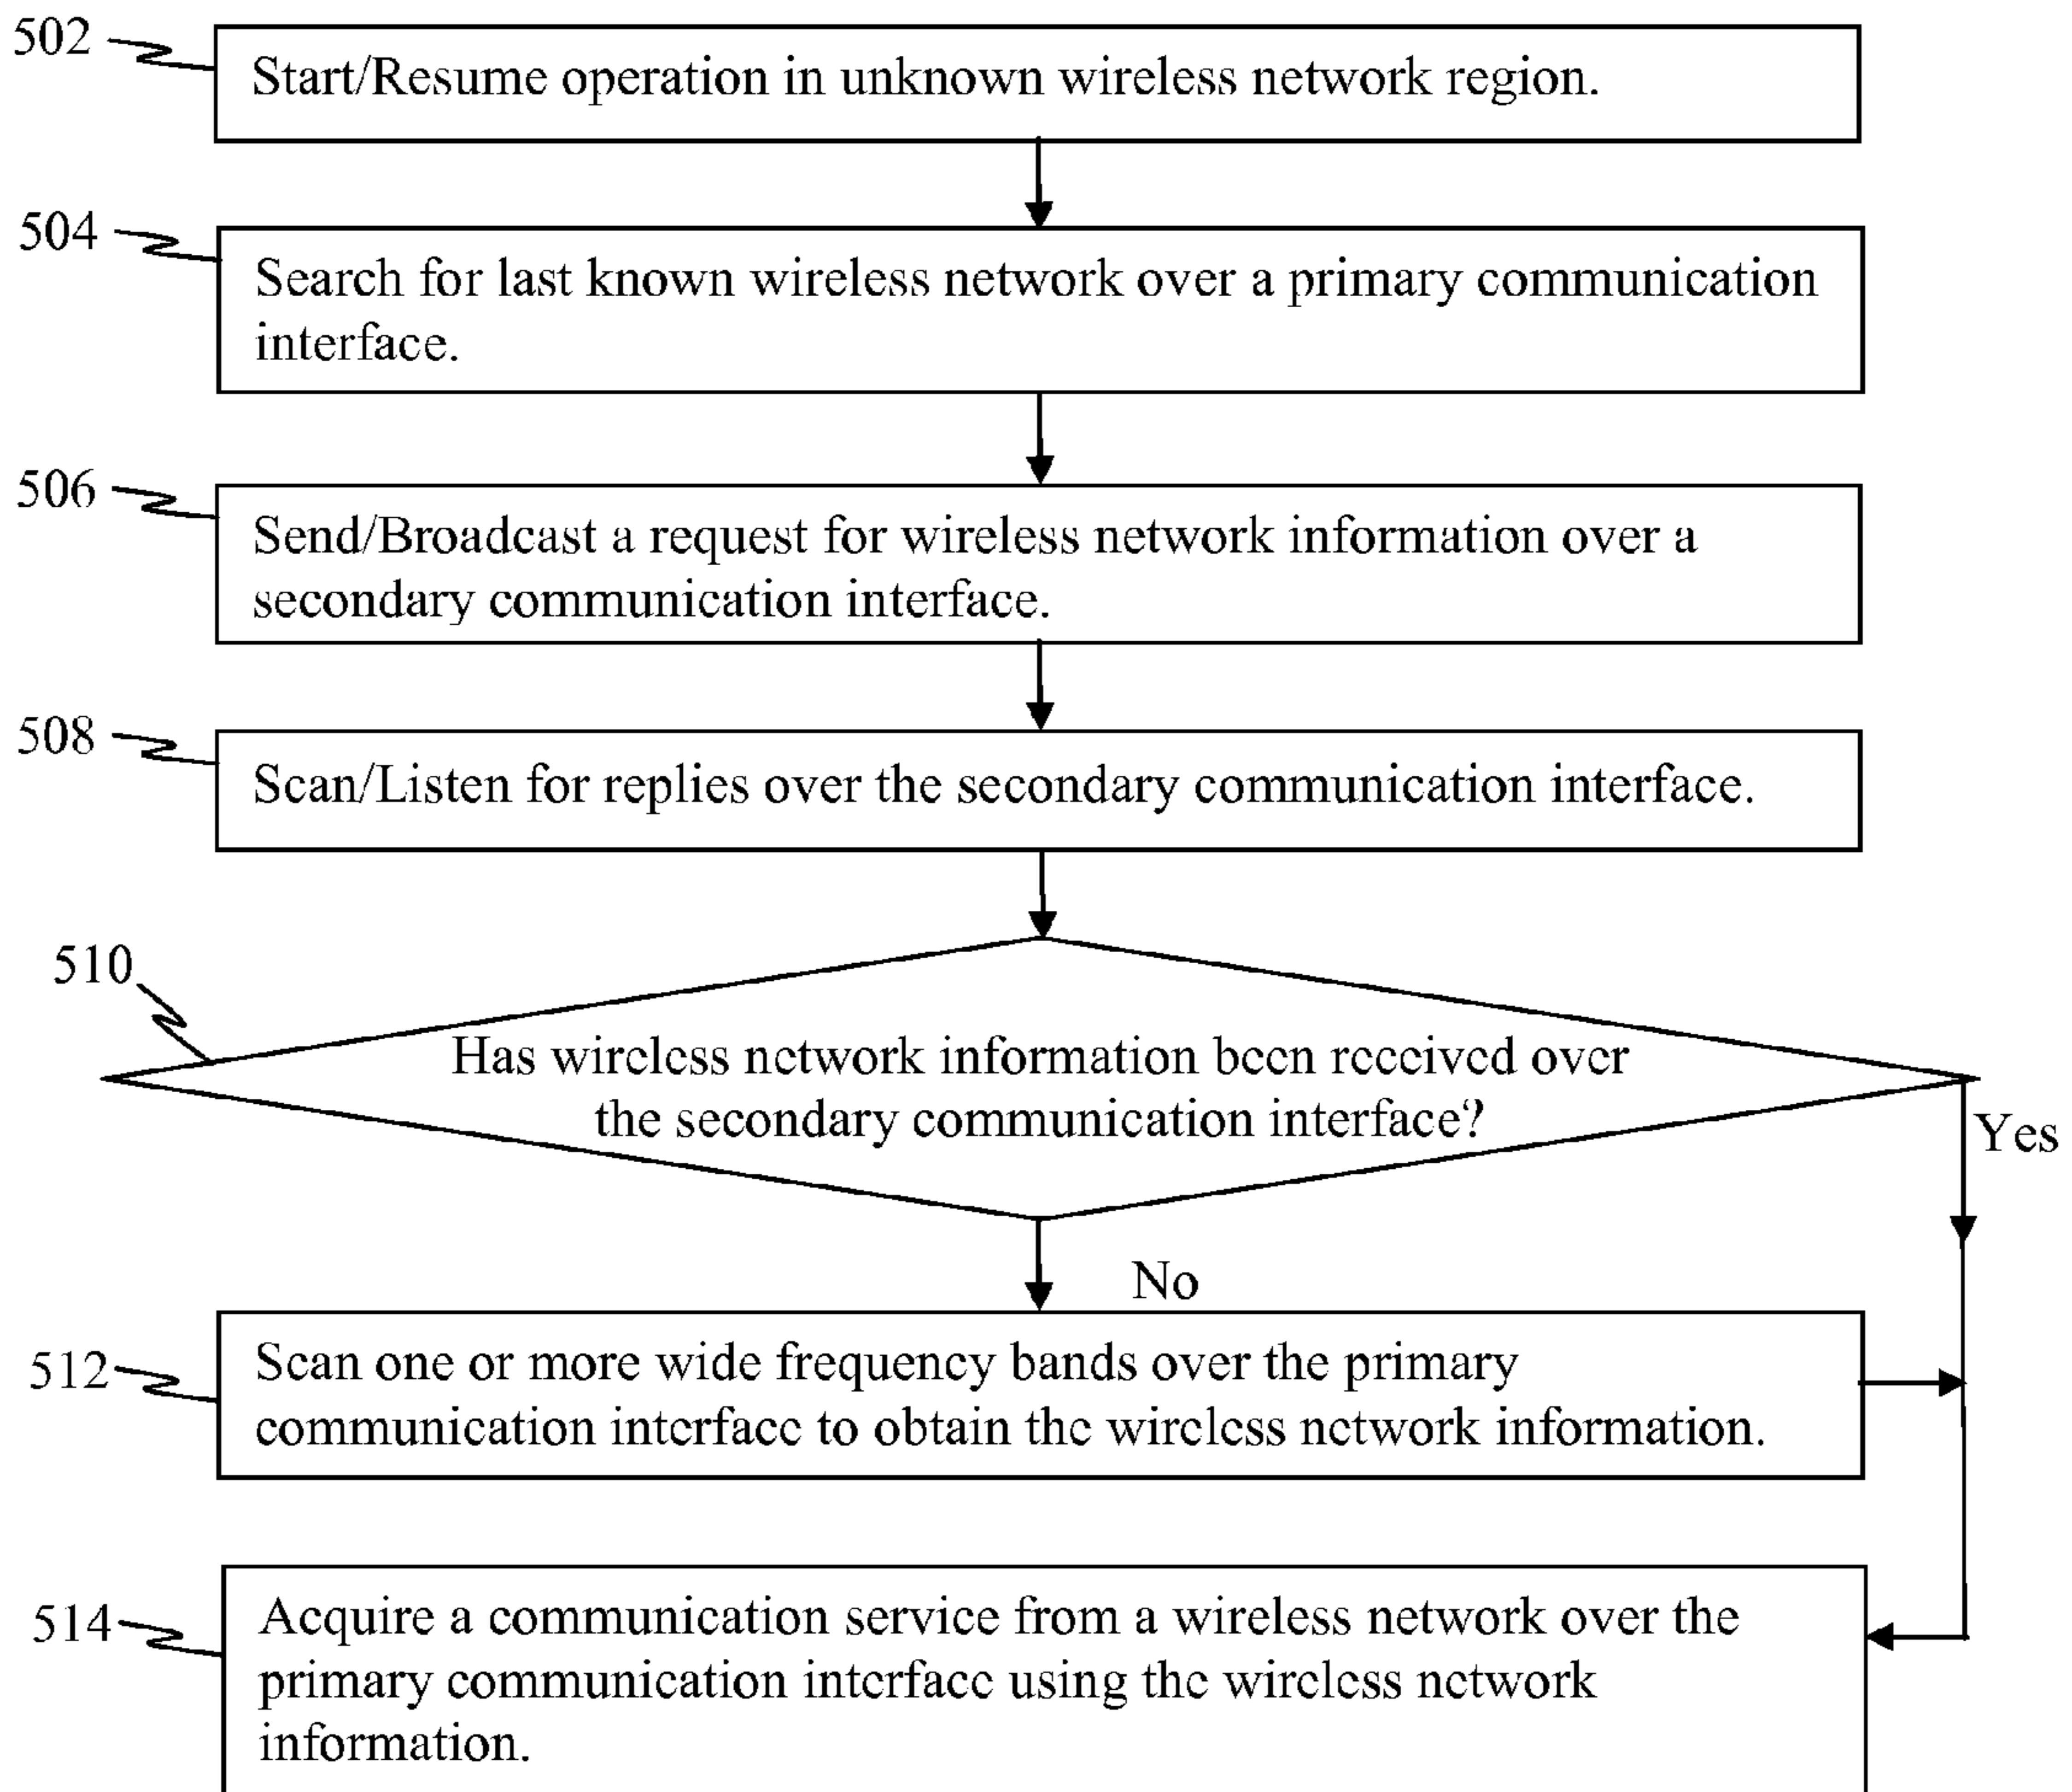 502
Start/Resume operation in unknown wireless network region.
504
Search for last known wireless network over a primary communication
interface.
506
Send/Broadcast a request for wireless network information over a
secondary communication interface.
508
Scan/Listen for replies over the secondary communication interface.
510
Has wireless network information been received over
the secondary communication interface?
Yes
No
512
Scan one or more wide frequency bands over the primary
communication interface to obtain the wireless network information.
514
Acquire a communication service from a wireless network over the
primary communication interface using the wireless network
information.